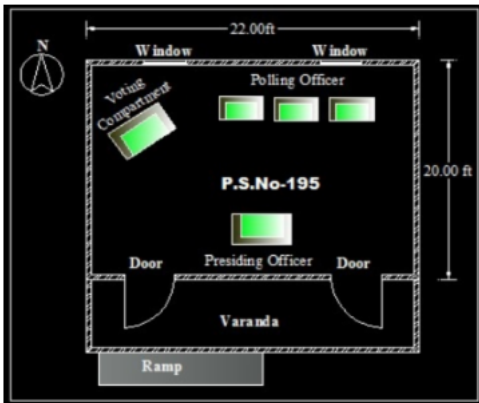 22.00ft
N
Window
Window
Voting
Compartment
Polling Officer
20.00 ft
P.S.No-195
Door
Presiding Officer
Door
Varanda
Ramp